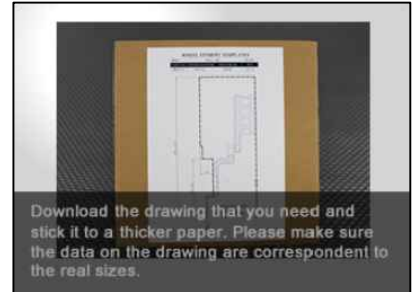 Download the drawing that you need and
stick it to a thicker paper. Please make sure
the data on the drawing are correspondent to
the real sizes.